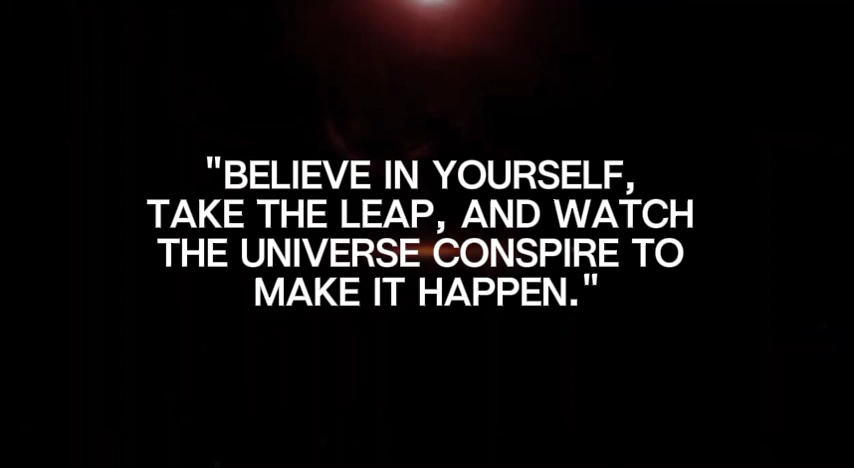 "BELIEVE IN YOURSELF,
TAKE THE LEAP, AND WATCH
THE UNIVERSE CONSPIRE TO
MAKE IT HAPPEN."